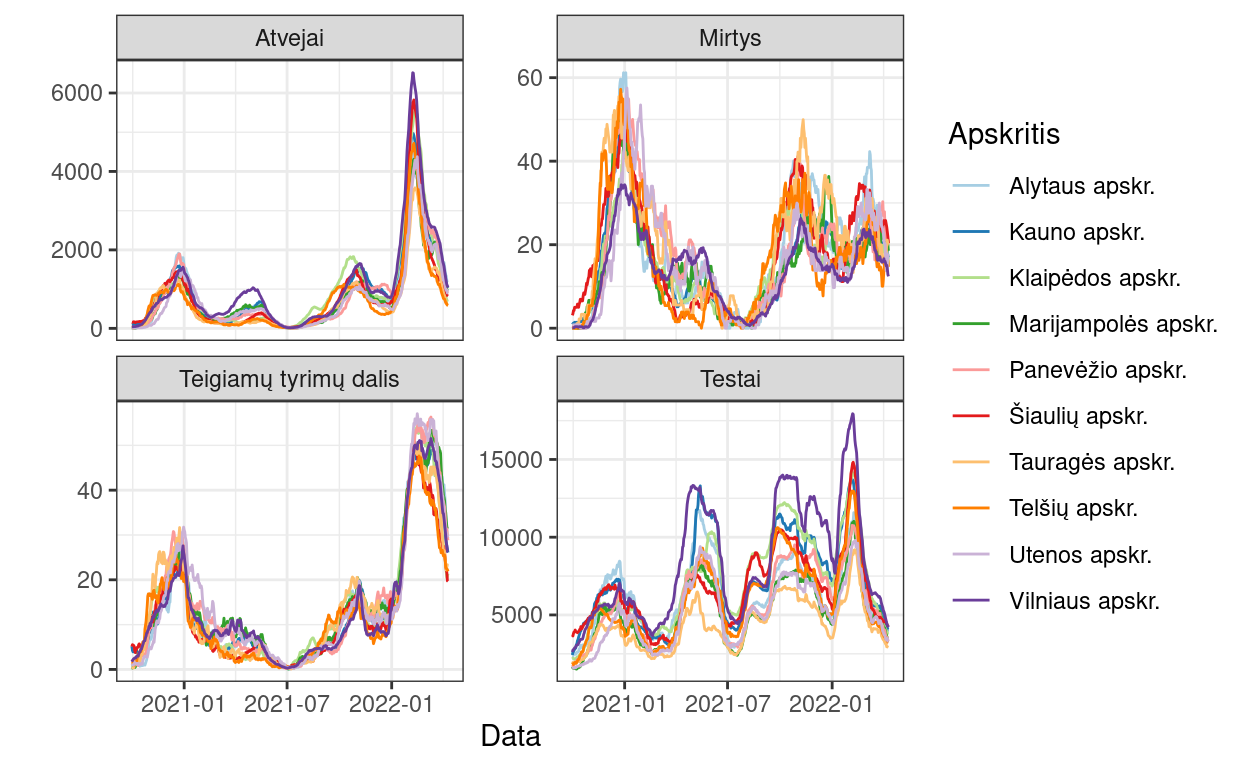 Atvejai
Mirtys
6000
4000
2000
0
60
40
20
0
Teigiamų tyrimų dalis
Testai
40
20
0
15000
10000
5000
2021-01 2021-07 2022-01
2021-01 2021-07 2022-01
Data
Apskritis
Alytaus apskr.
Kauno apskr.
Klaipėdos apskr.
Marijampolės apskr.
Panevėžio apskr.
Šiaulių apskr.
Tauragės apskr.
Telšių apskr.
Utenos apskr.
Vilniaus apskr.